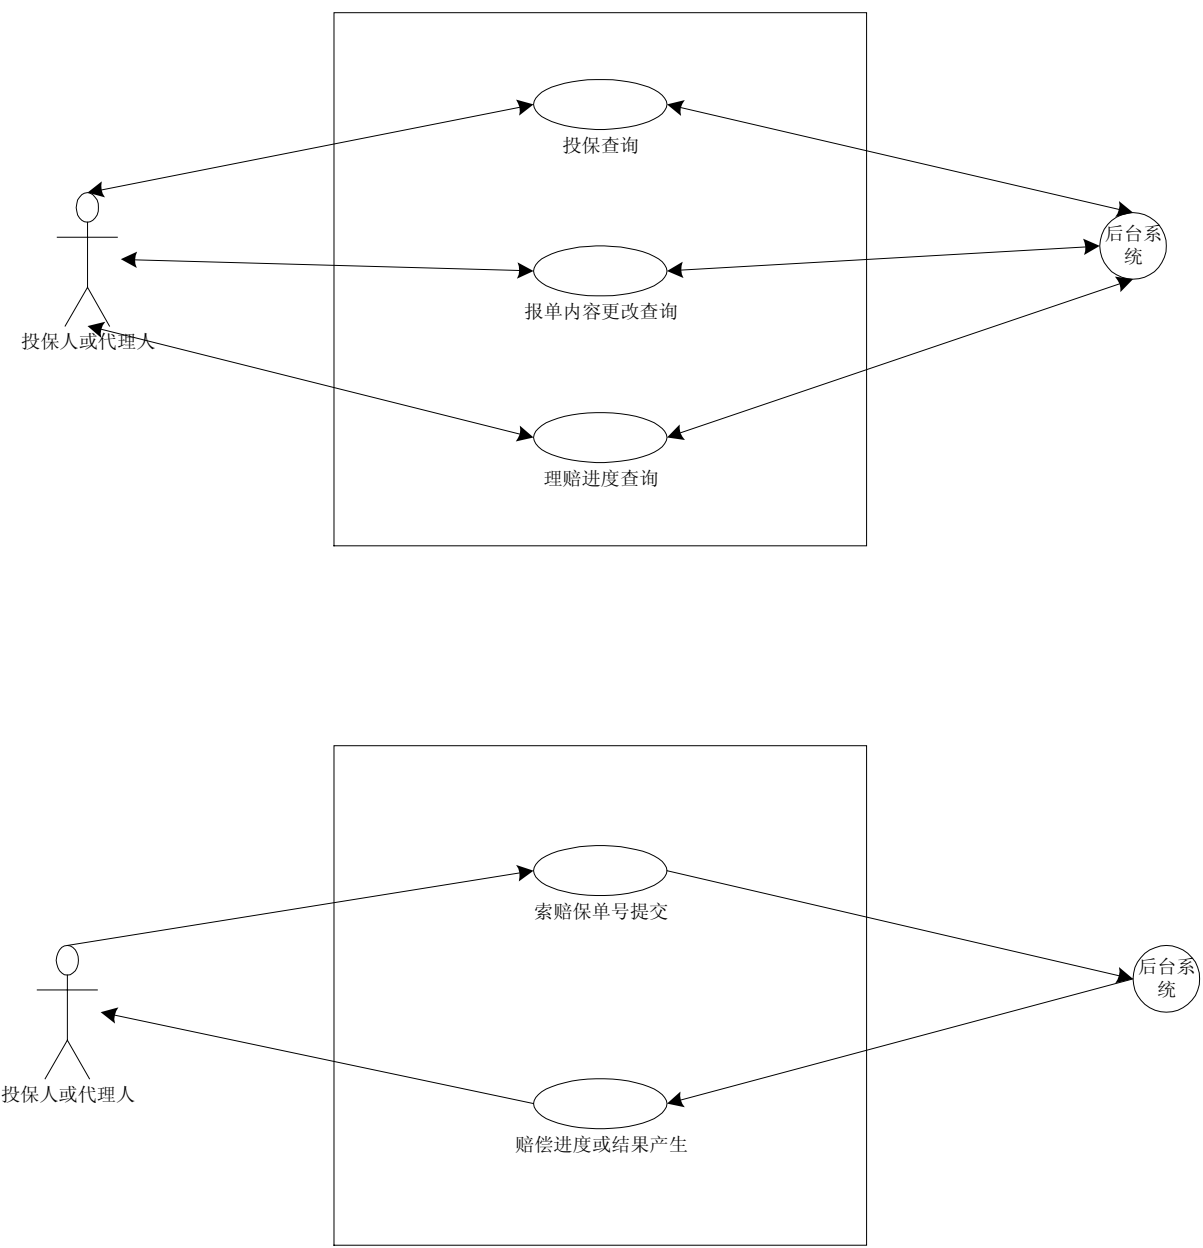 投保查询
后台系
统
报单内容更改查询
投保人或代理人
理赔进度查询
索赔保单号提交
后台系
统
投保人或代理人
赔偿进度或结果产生